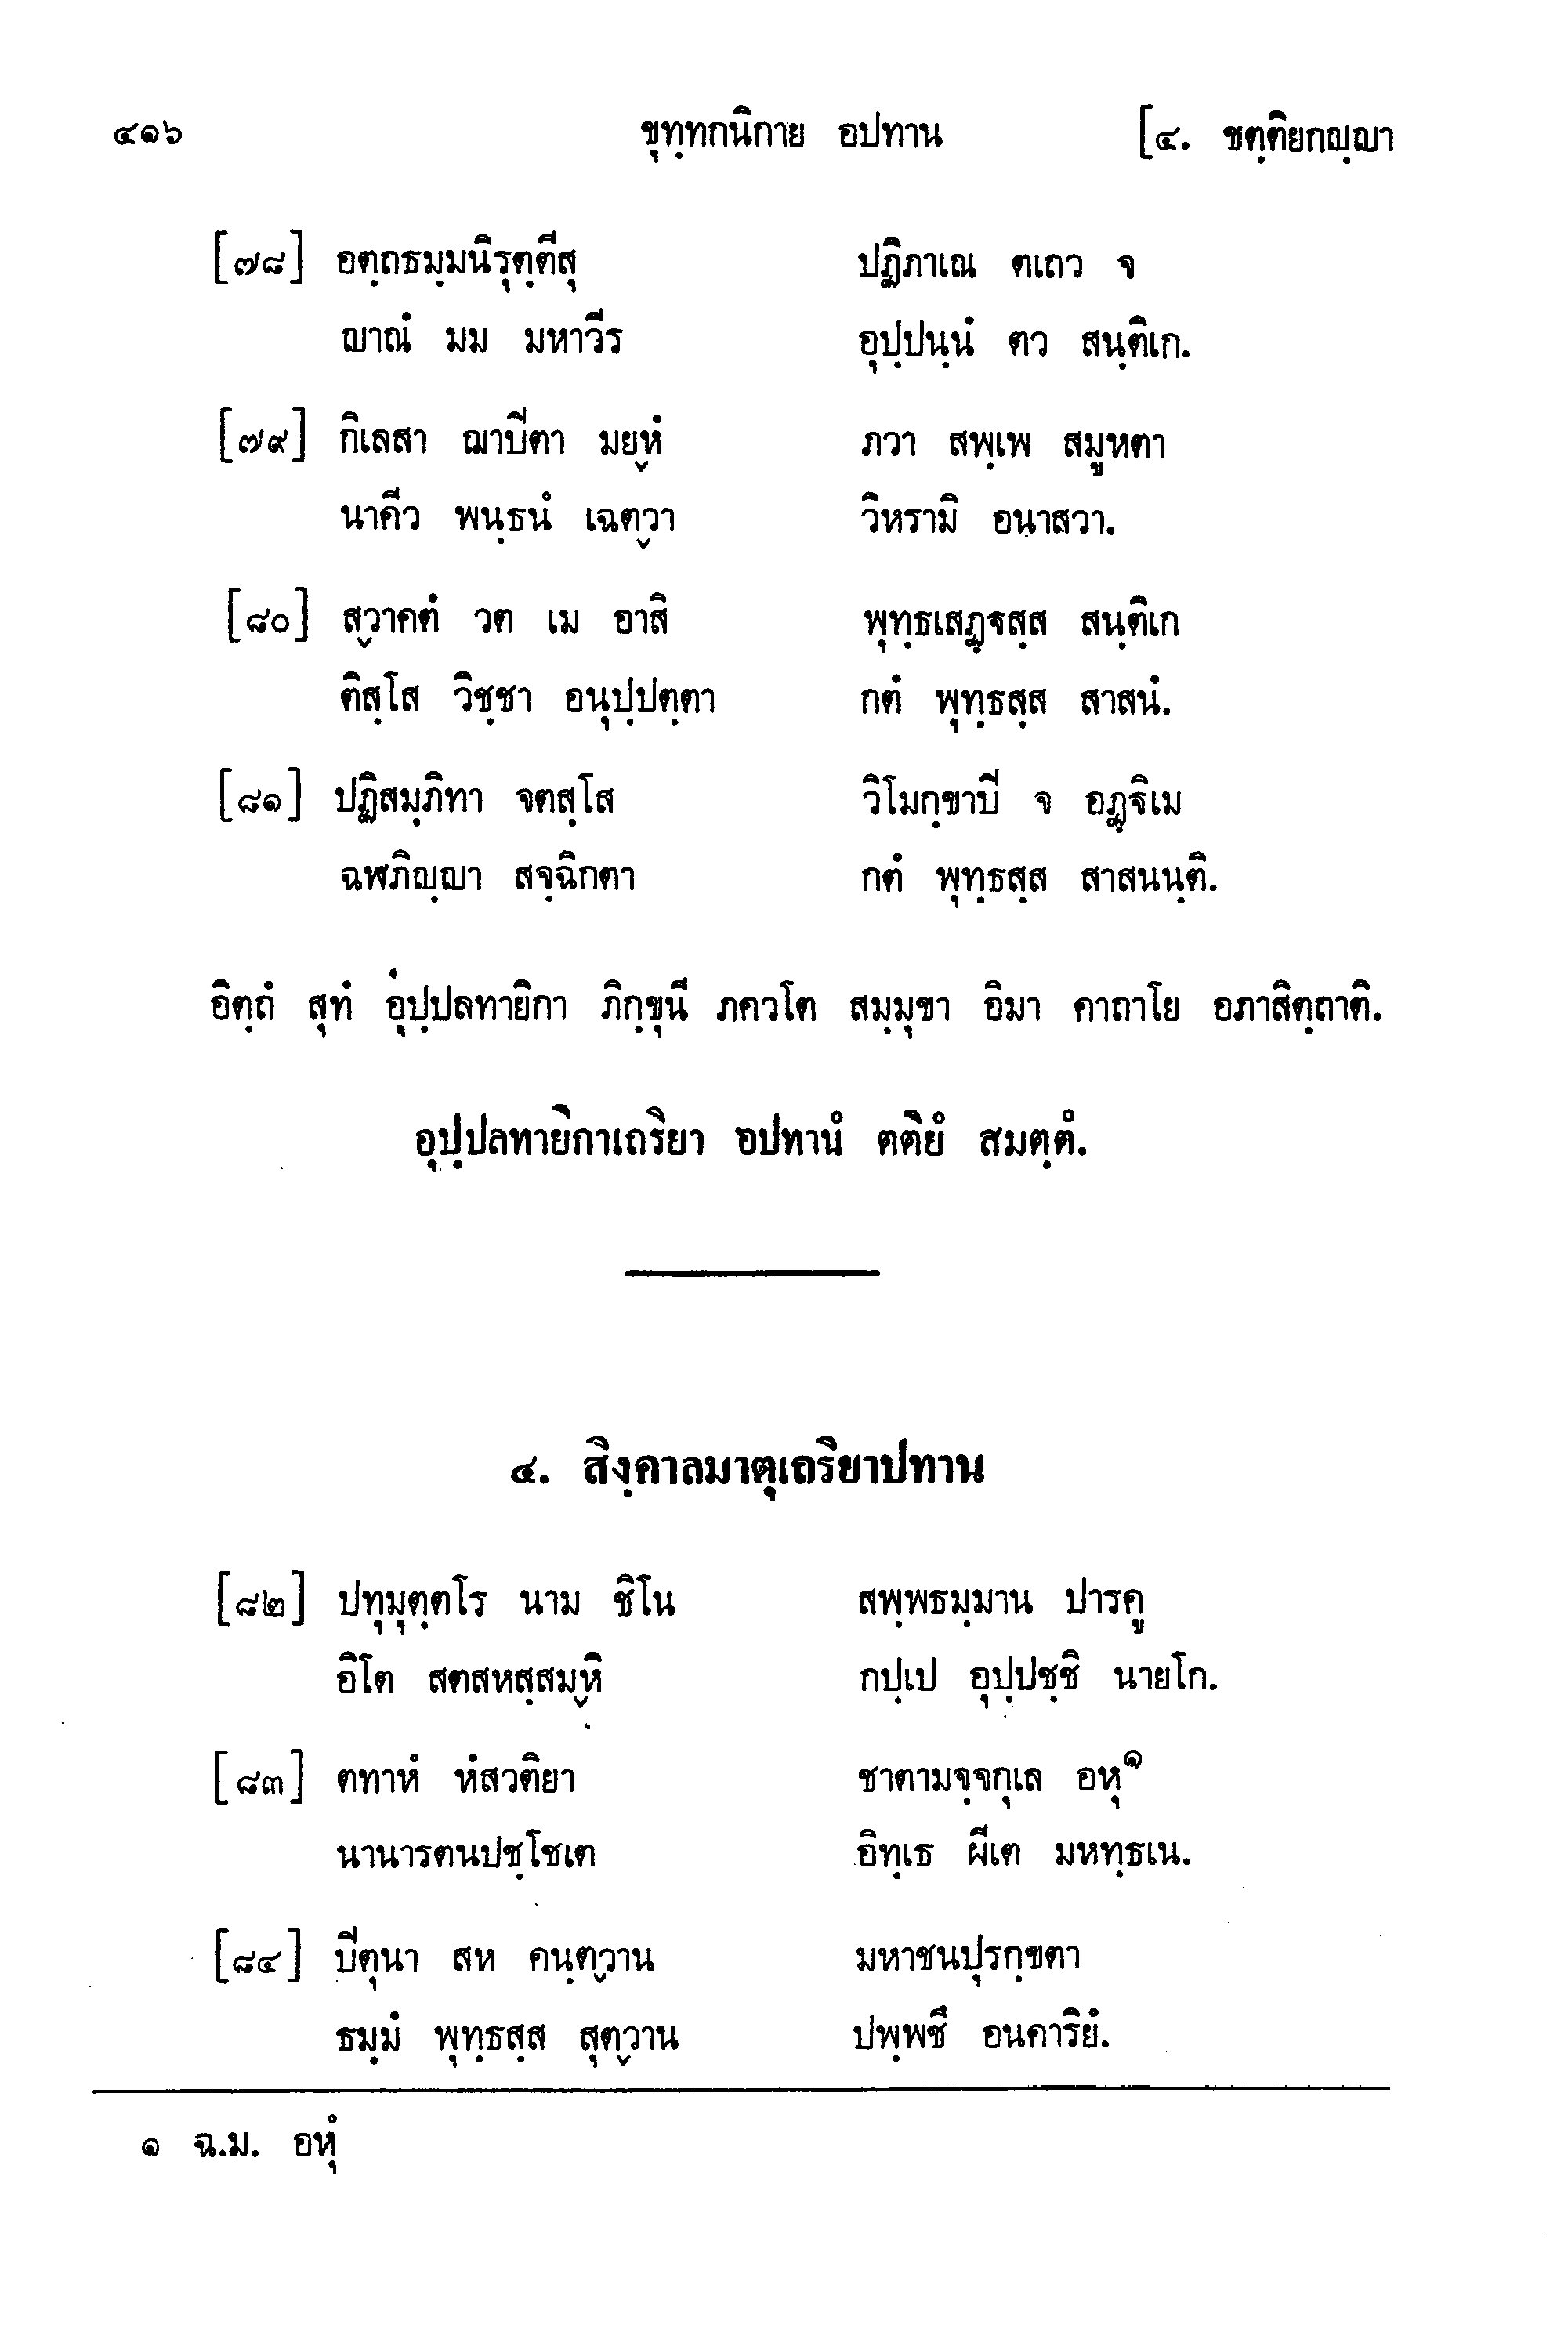 ๔๑๖ ขุทฺทกนิกาย อปทาน [๔. ขตฺติยกญฺญา
[๗๘] อตฺถธมฺมนิรุตฺตีสุ ปฏิภาเณ ตเถว จ
ญาณํ มม มหาวีร อุปฺปนฺนํ ตว สนฺติเก.
[๗๙] กิเลสา ฌาปิตา มยฺหํ ภวา สพฺเพ สมูหตา
นาคีว พนฺธนํ เฉตฺวา วิหรามิ อนาสวา.
[๘๐] สฺวาคตํ วต เม อาสิ พุทฺธเสฏฺฐสฺส สนฺติเก
ติสฺโส วิชฺชา อนุปฺปตฺตา กตํ พุทฺธสฺส สาสนํ.
[๘๑] ปฏิสมฺภิทา จตสฺโส วิโมกฺขาปิ จ อฏฺฐิเม
ฉฬภิญฺญา สจฺฉิกตา กตํ พุทฺธสฺส สาสนนฺติ.
อิตฺถํ สุทํ อุปฺปลทายิกา ภิกฺขุนี ภควโต สมฺมุขา อิมา คาถาโย อภาสิตฺถาติ.
อุปฺปลทายิกาเถริยา อปทานํ ตติยํ สมตฺตํ.
๔. สิงฺคาลมาตุเถริยาปทาน
[๘๒] ปทุมุตฺตโร นาม ชิโน สพฺพธมฺมาน ปารคู
อิโต สตสหสฺสมฺหิ กปฺเป อุปฺปชฺชิ นายโก.
[๘๓] ตทาหํ หํสวติยา ชาตามจฺจกุเล อหุ๑
นานารตนปชฺโชเต อิทฺเธ ผีเต มหทฺธเน.
[๘๔] ปิตุนา สห คนฺตฺวาน มหาชนปุรกฺขตา
ธมฺมํ พุทฺธสฺส สุตฺวาน ปพฺพชึ อนคาริยํ.
๑ ฉ.ม. อหุํ